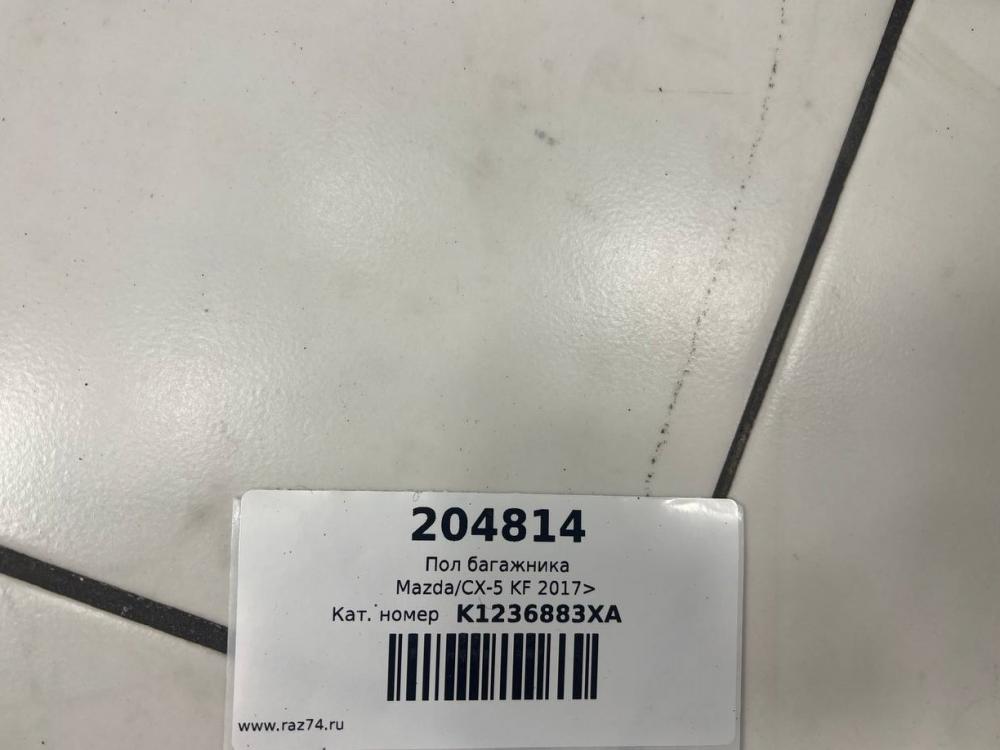 204814
Пол багажника
Mazda/CX-5 KF 2017>
Кат. номер K1236883XA
www.raz74.ru